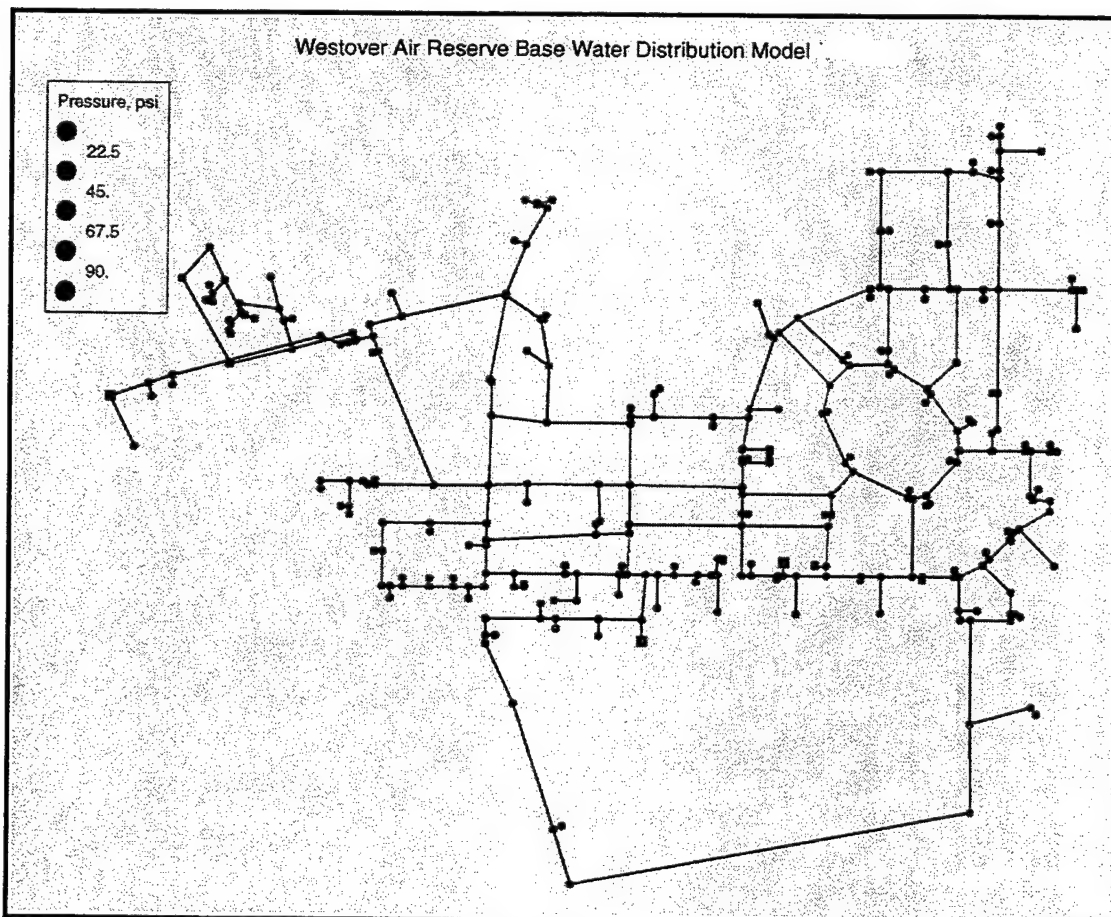 Westover Air Reserve Base Water Distribution Model
Pressure, psi
22.5
45.
67.5
90.